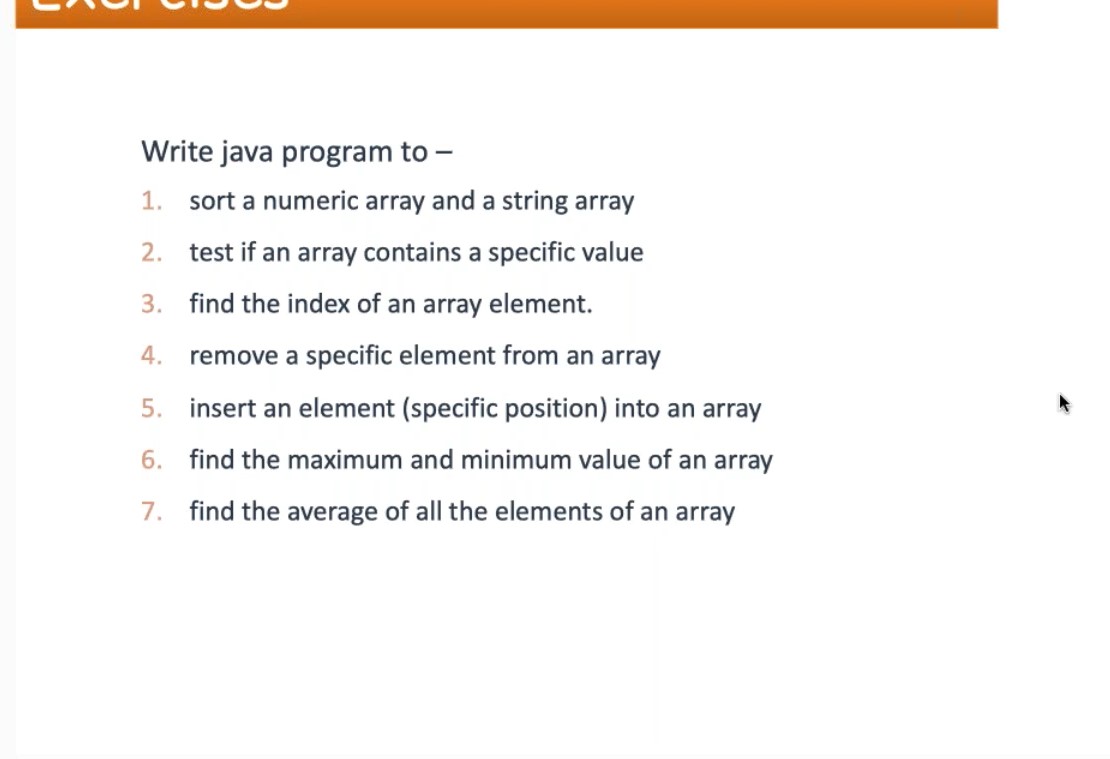 Exercises
Write java program to –
1. sort a numeric array and a string array
2. test if an array contains a specific value
3. find the index of an array element.
4. remove a specific element from an array
5. insert an element (specific position) into an array
6. find the maximum and minimum value of an array
7. find the average of all the elements of an array